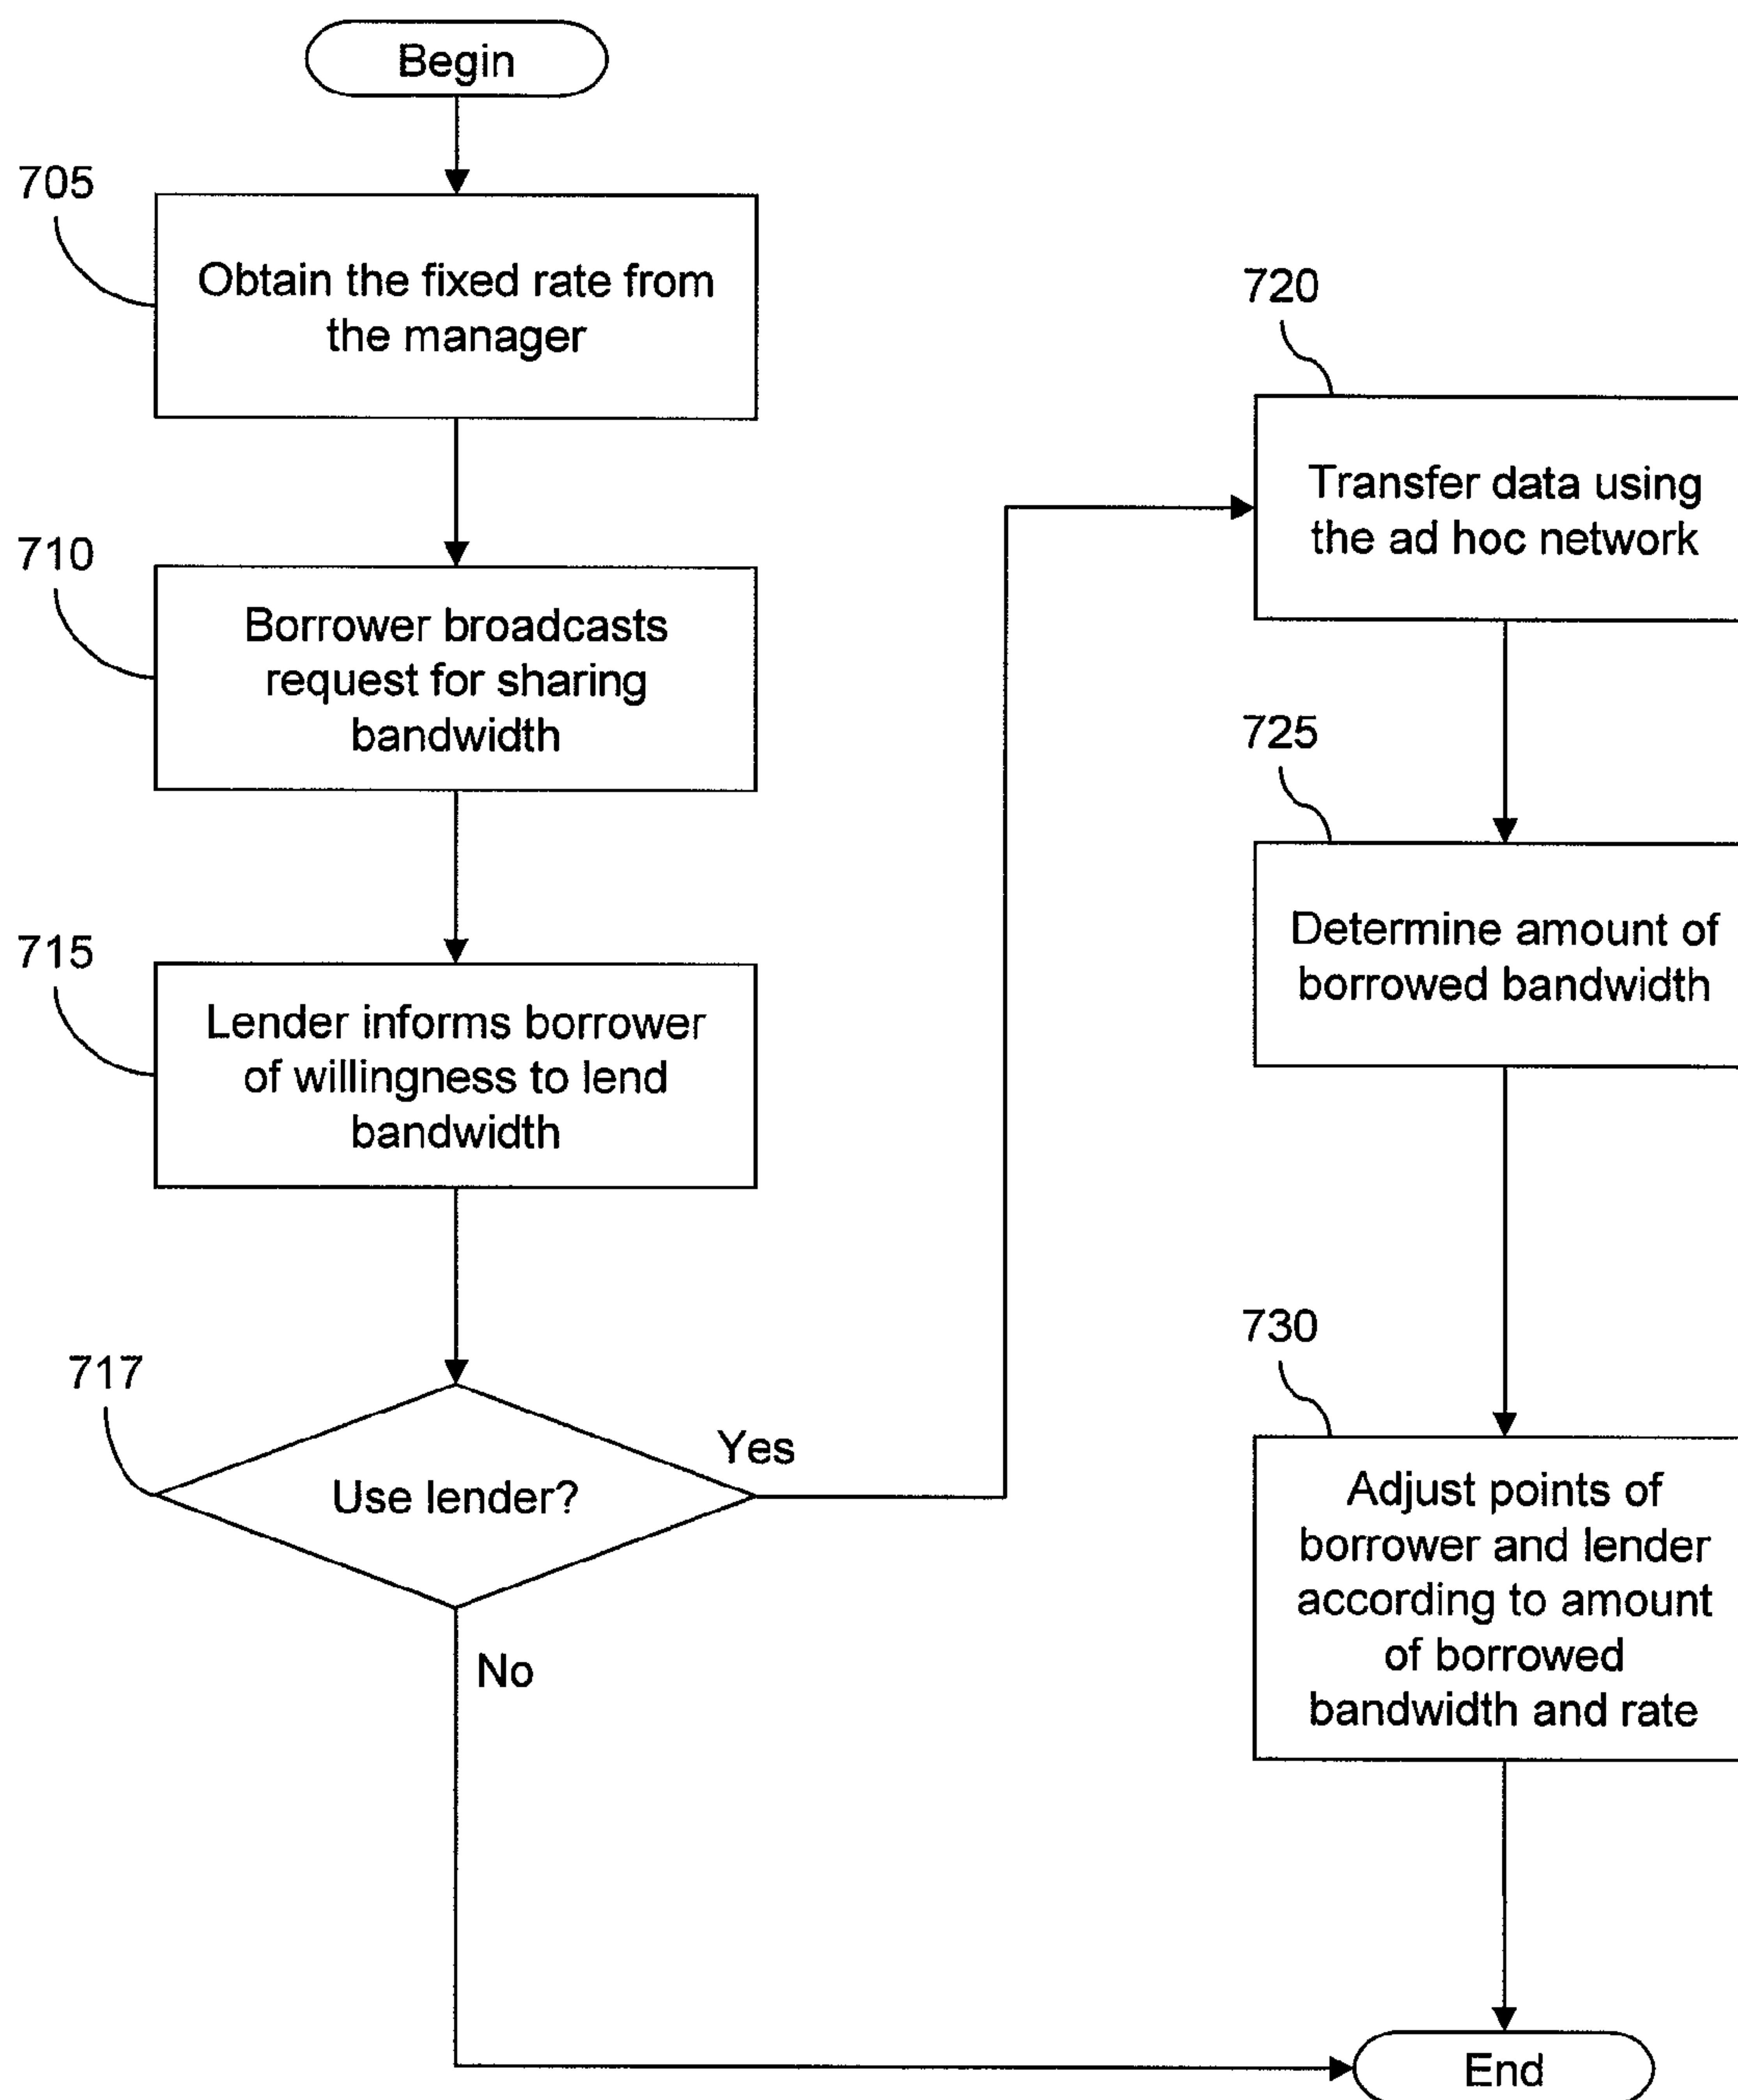 Begin
705
Obtain the fixed rate from
the manager
710
Borrower broadcasts
request for sharing
bandwidth
715
Lender informs borrower
of willingness to lend
bandwidth
717
Use lender?
Yes
No
720
Transfer data using
the ad hoc network
725
Determine amount of
borrowed bandwidth
730
Adjust points of
borrower and lender
according to amount
of borrowed
bandwidth and rate
End